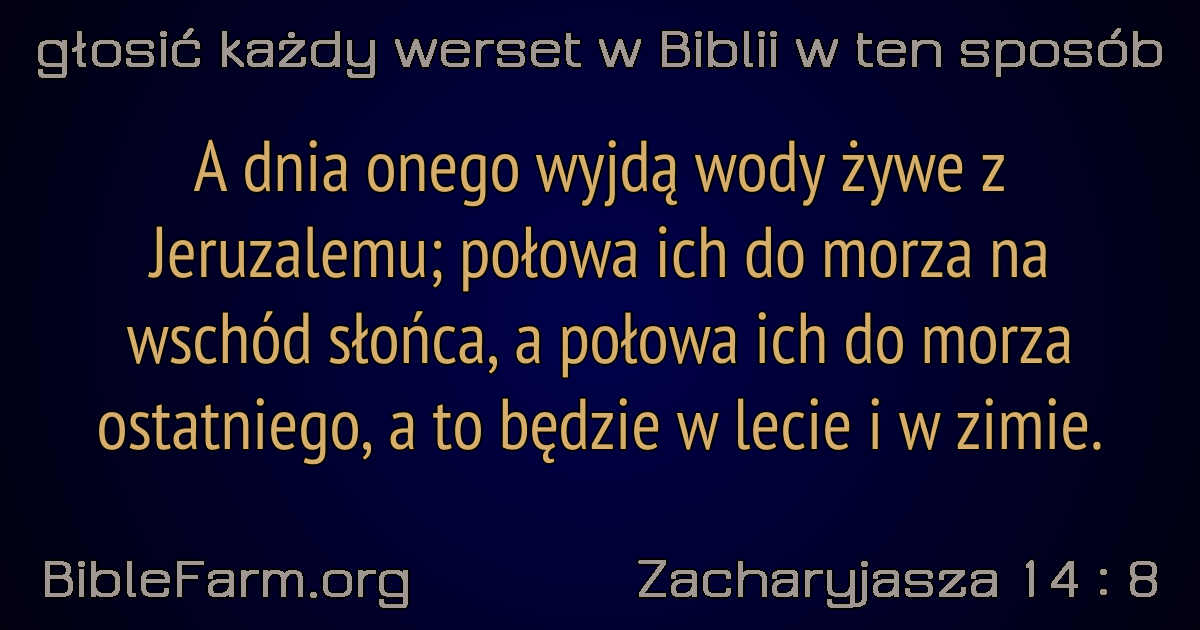 głosić każdy werset w Biblii w ten sposób
A dnia onego wyjdą wody żywe z
Jeruzalemu; połowa ich do morza na
wschód słońca, a połowa ich do morza
ostatniego, a to będzie w lecie i w zimie.
BibleFarm.org
Zacharyjasza 14 : 8